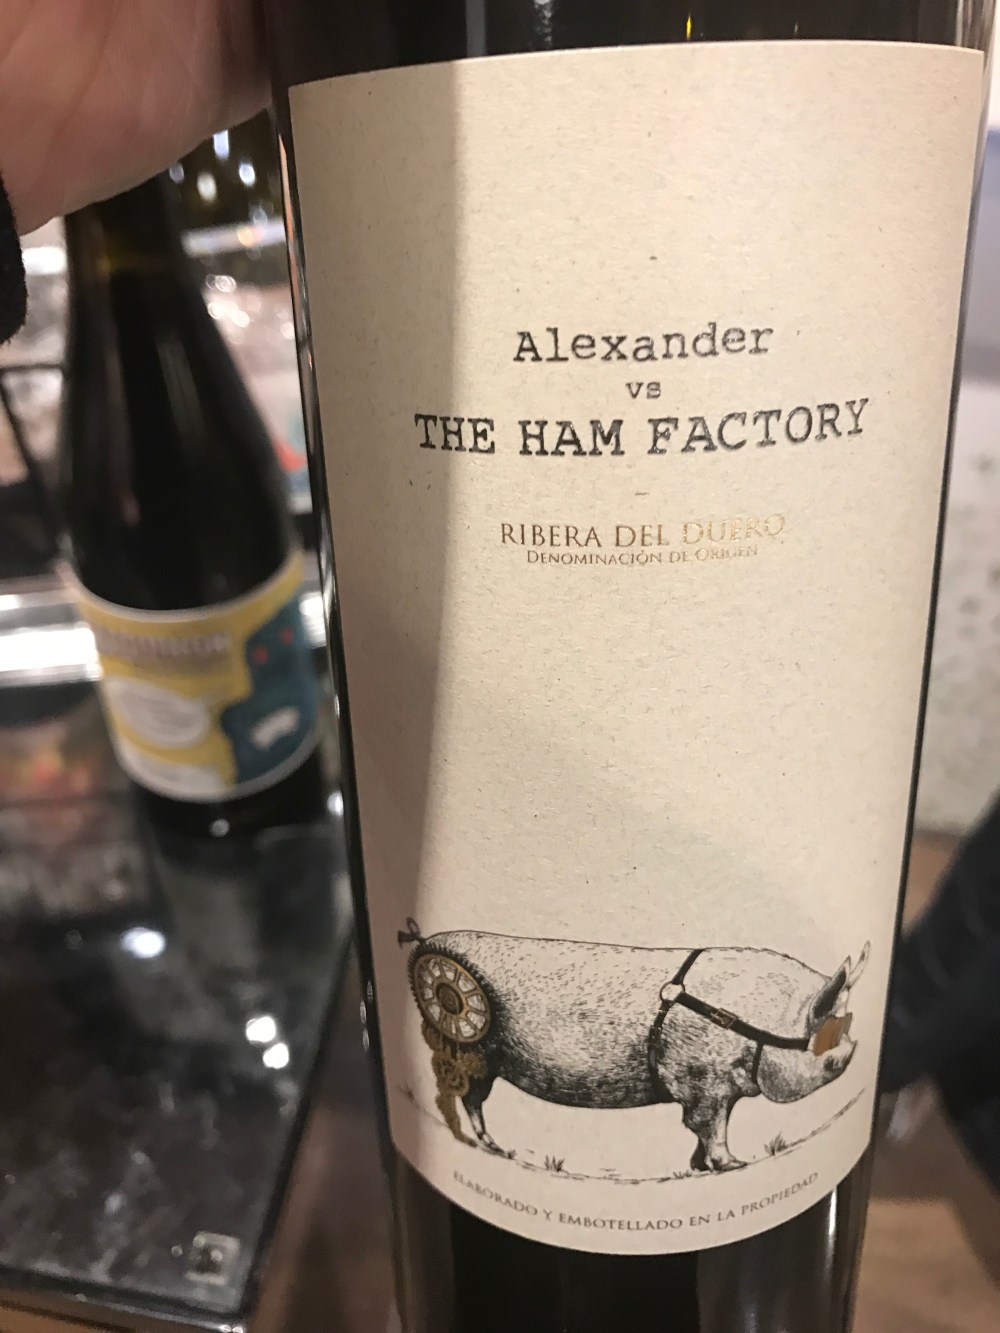 Alexander
vs
THE HAM FACTORY
RIBERA DEL DUERO
DENOMINACIÓN DE ORIGEN
ELABORADO Y EMBOTELLADO EN LA PROPIEDAD